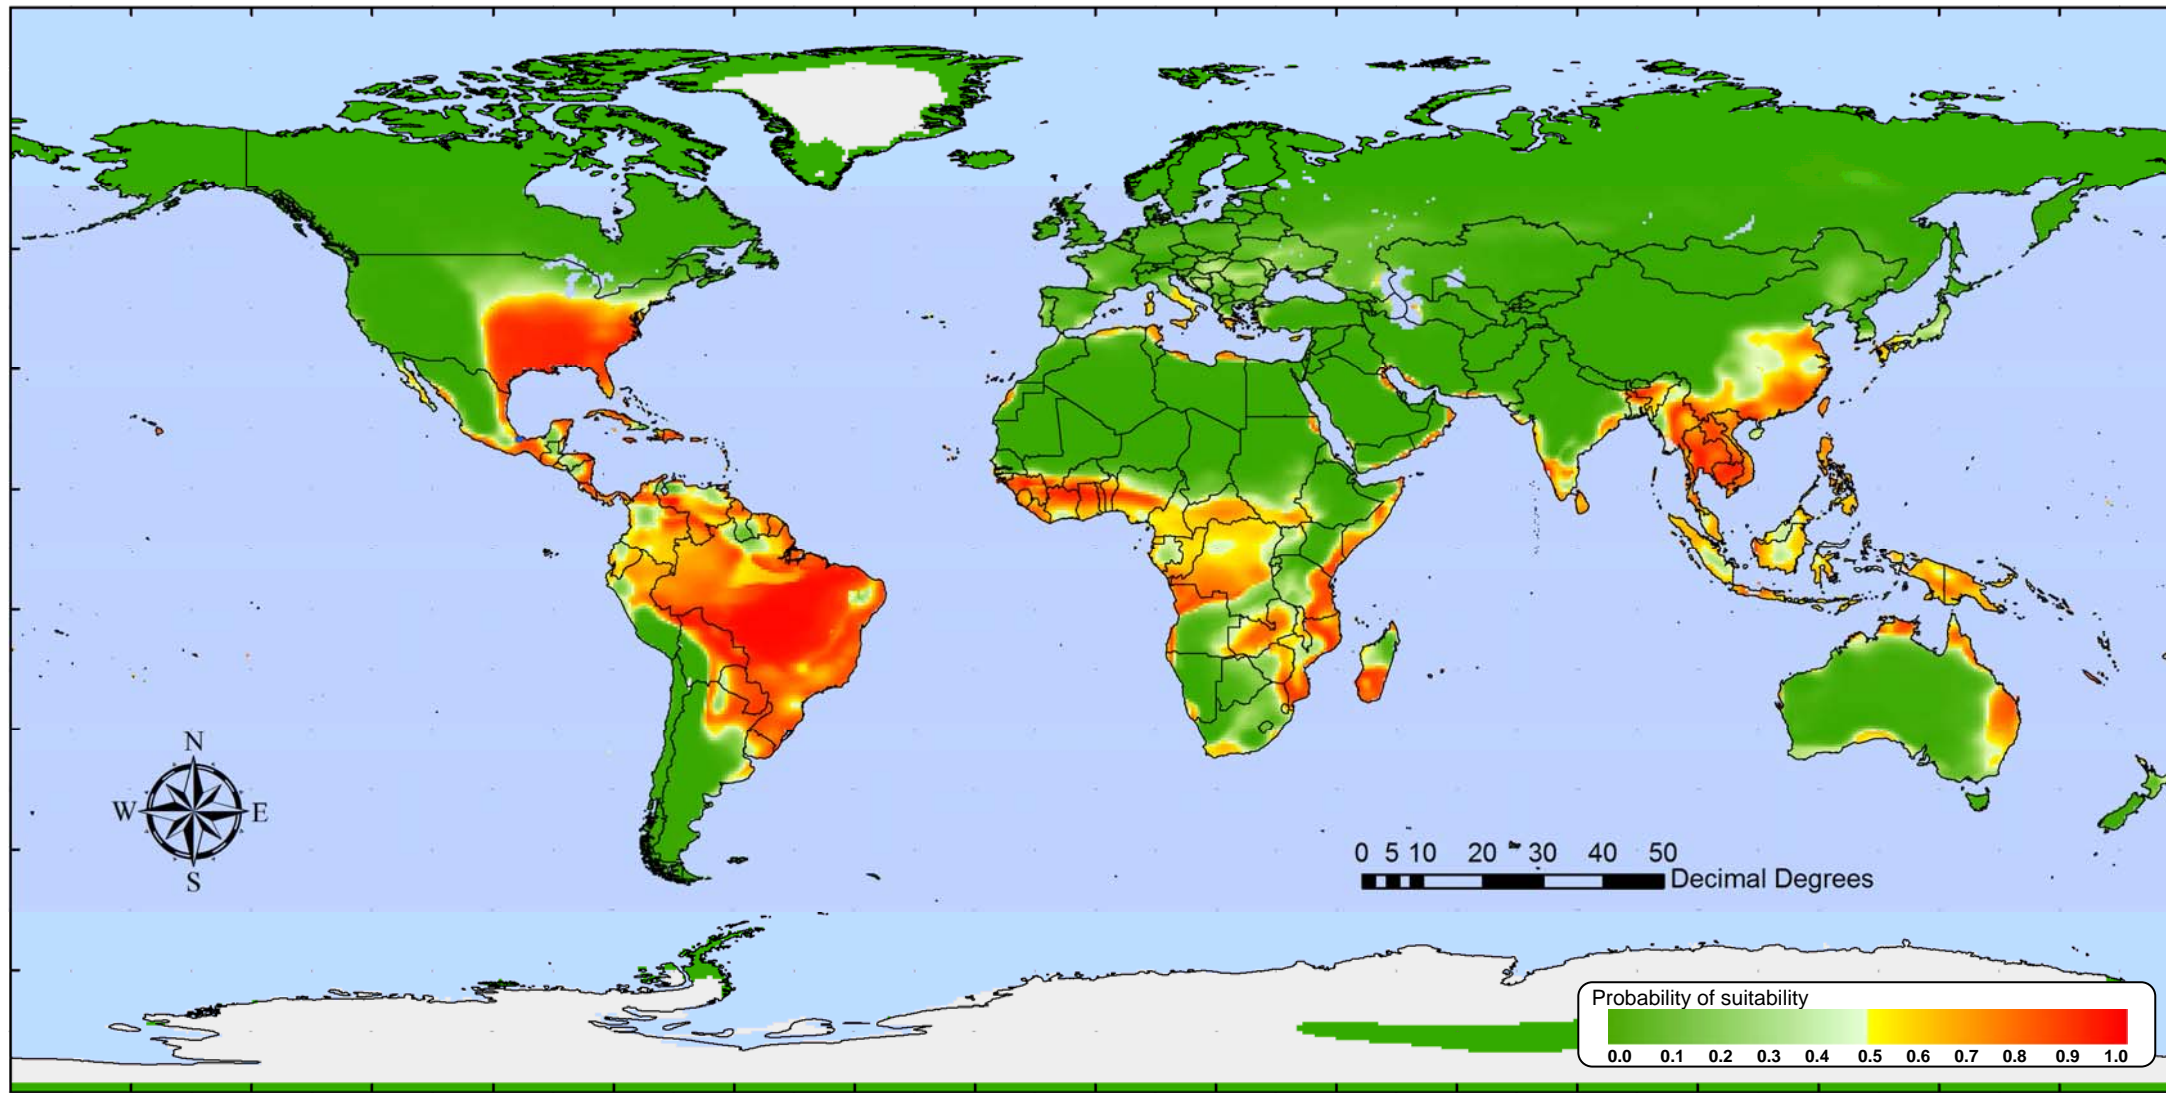 N
W E
S
0 5 10 20 30 40 50
Decimal Degrees
Probability of suitability
0.0 0.1 0.2 0.3 0.4 0.5 0.6 0.7 0.8 0.9 1.0